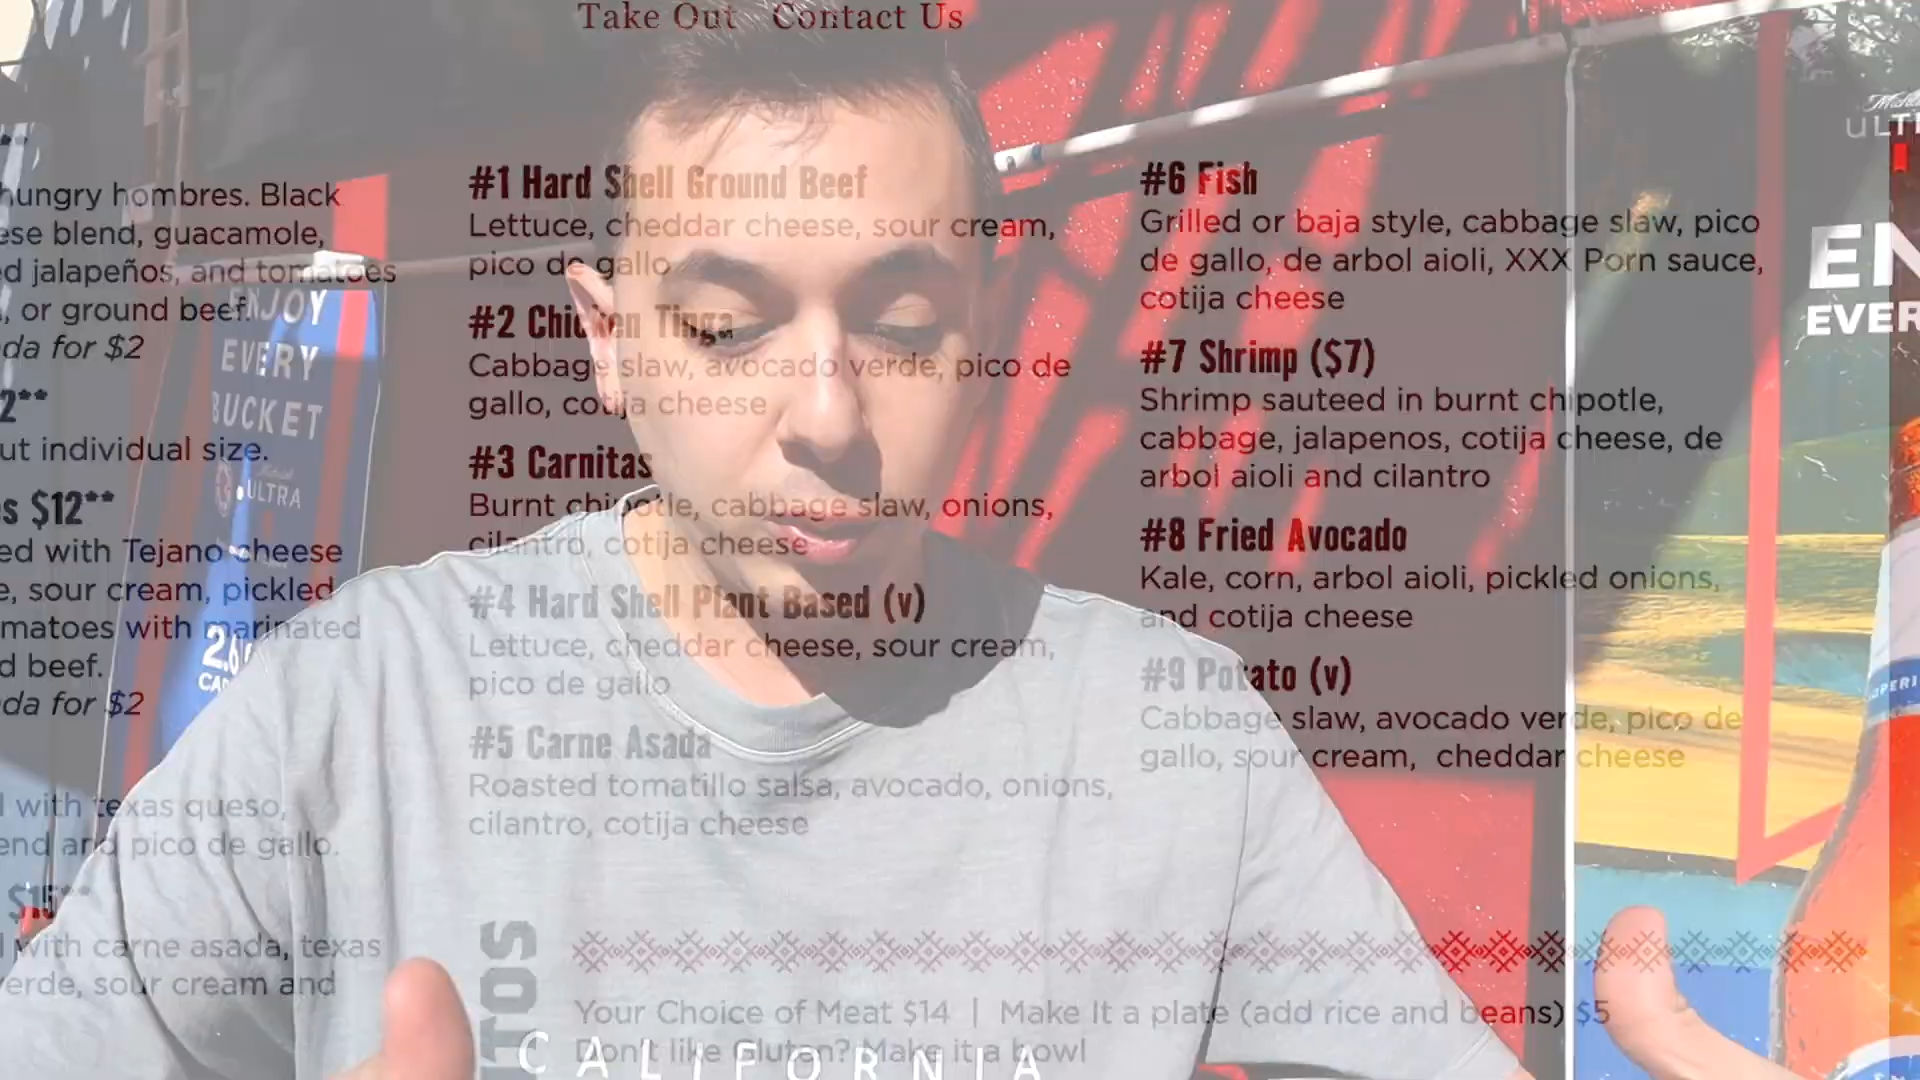 Take Out Contact Us
hungry hombres. Black
ese blend, guacamole,
ed jalapeños, and tomatoes
, or ground beef.
da for $2
2**
ut individual size.
s $12**
ed with Tejano cheese
e, sour cream, pickled
matoes with marinated
d beef.
da for $2
with texas queso,
end and pico de gallo.
$15**
with carne asada, texas
verde, sour cream and
ENJOY
EVERY
BUCKET
ULTRA
2.6
#1 Hard Shell Ground Beef
Lettuce, cheddar cheese, sour cream,
pico de gallo
#2 Chicken Tinga
Cabbage slaw, avocado verde, pico de
gallo, cotija cheese
#3 Carnitas
Burnt chipotle, cabbage slaw, onions,
cilantro, cotija cheese
#4 Hard Shell Plant Based (v)
Lettuce, cheddar cheese, sour cream,
pico de gallo
#5 Carne Asada
Roasted tomatillo salsa, avocado, onions,
cilantro, cotija cheese
#6 Fish
Grilled or baja style, cabbage slaw, pico
de gallo, de arbol aioli, XXX Porn sauce,
cotija cheese
#7 Shrimp ($7)
Shrimp sauteed in burnt chipotle,
cabbage, jalapenos, cotija cheese, de
arbol aioli and cilantro
#8 Fried Avocado
Kale, corn, arbol aioli, pickled onions,
and cotija cheese
#9 Potato (v)
Cabbage slaw, avocado verde, pico de
gallo, sour cream, cheddar cheese
TOS
Your Choice of Meat $14 | Make It a plate (add rice and beans) $5
Don't like Gluten? Make it a bowl
CALIFORNIA
ULT
EN
EVER